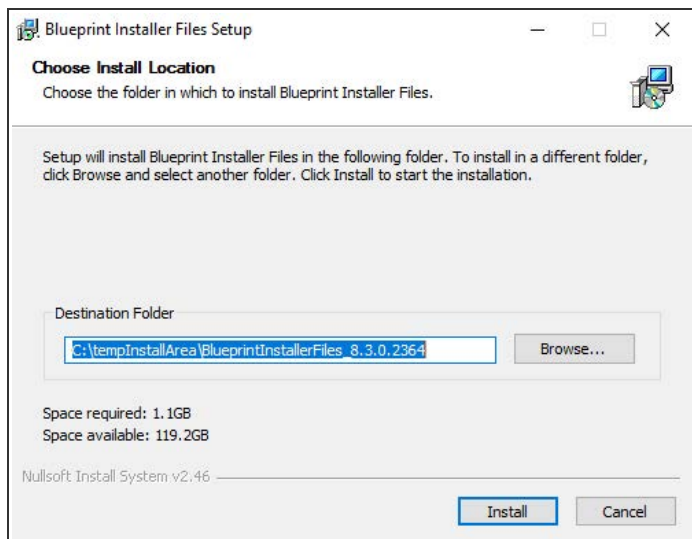 Blueprint Installer Files Setup
Choose Install Location
Choose the folder in which to install Blueprint Installer Files.
Setup will install Blueprint Installer Files in the following folder. To install in a different folder,
click Browse and select another folder. Click Install to start the installation.
Destination Folder
C:\tempInstallArea\BlueprintInstallerFiles_8.3.0.2364
Browse...
Space required: 1.1GB
Space available: 119.2GB
Nullsoft Install System v2.46
Install
Cancel